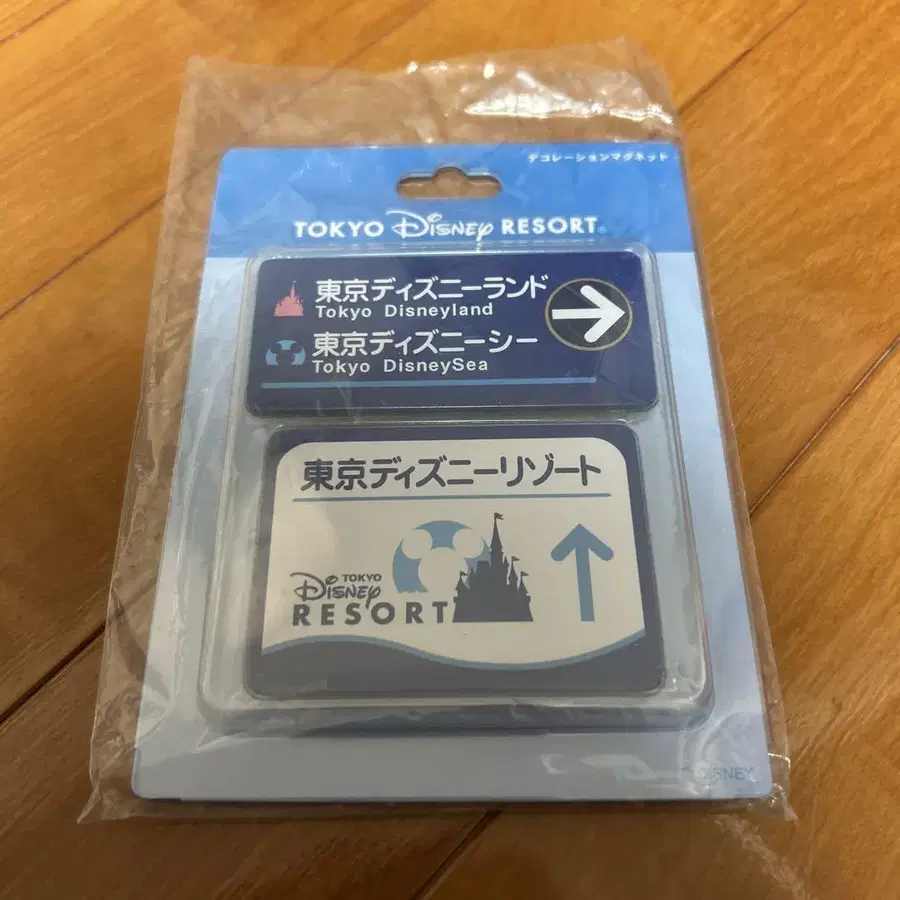 デコレーションマグネット
TOKYO Disney RESORT®
東京ディズニーランド
Tokyo Disneyland
東京ディズニーシー
Tokyo DisneySea
東京ディズニーリゾート
TOKYO
Disney
RESORT
©DISNEY